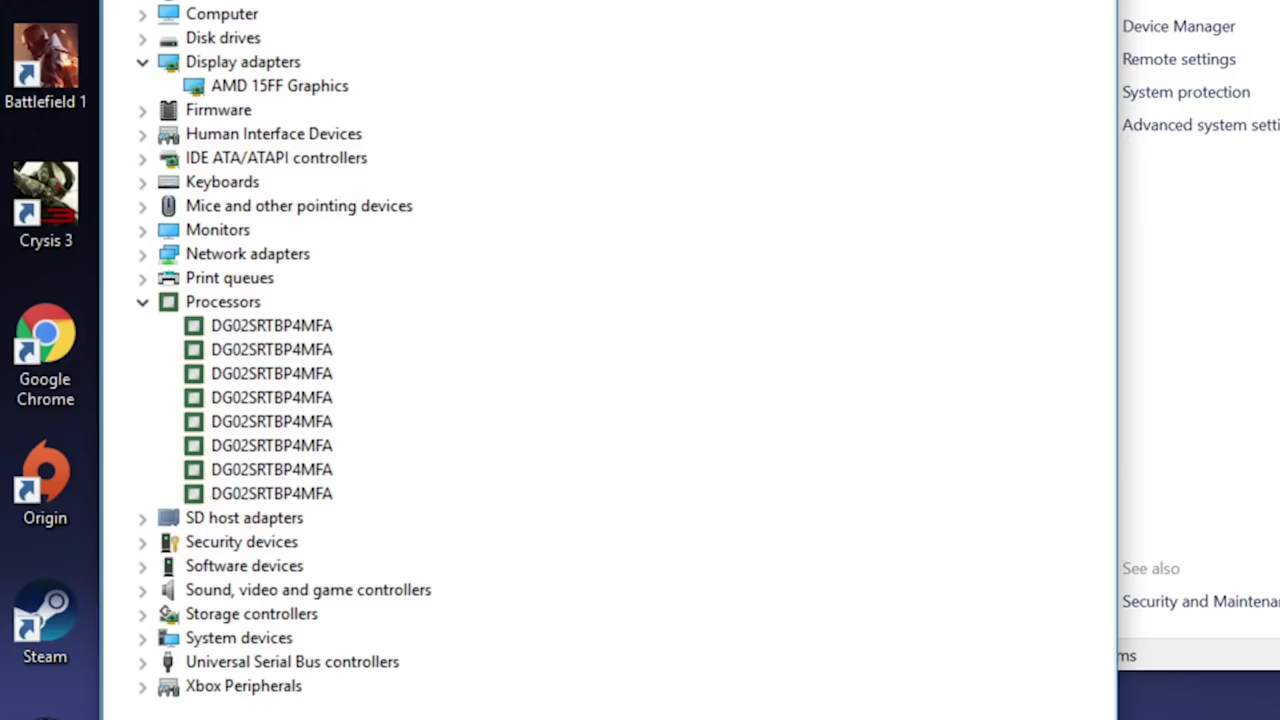 Battlefield 1
Crysis 3
Google
Chrome
Origin
Steam
Computer
Disk drives
Display adapters
AMD 15FF Graphics
Firmware
Human Interface Devices
IDE ATA/ATAPI controllers
Keyboards
Mice and other pointing devices
Monitors
Network adapters
Print queues
Processors
DG02SRTBP4MFA
DG02SRTBP4MFA
DG02SRTBP4MFA
DG02SRTBP4MFA
DG02SRTBP4MFA
DG02SRTBP4MFA
DG02SRTBP4MFA
DG02SRTBP4MFA
SD host adapters
Security devices
Software devices
Sound, video and game controllers
Storage controllers
System devices
Universal Serial Bus controllers
Xbox Peripherals
Device Manager
Remote settings
System protection
Advanced system setti
See also
Security and Maintena
ms